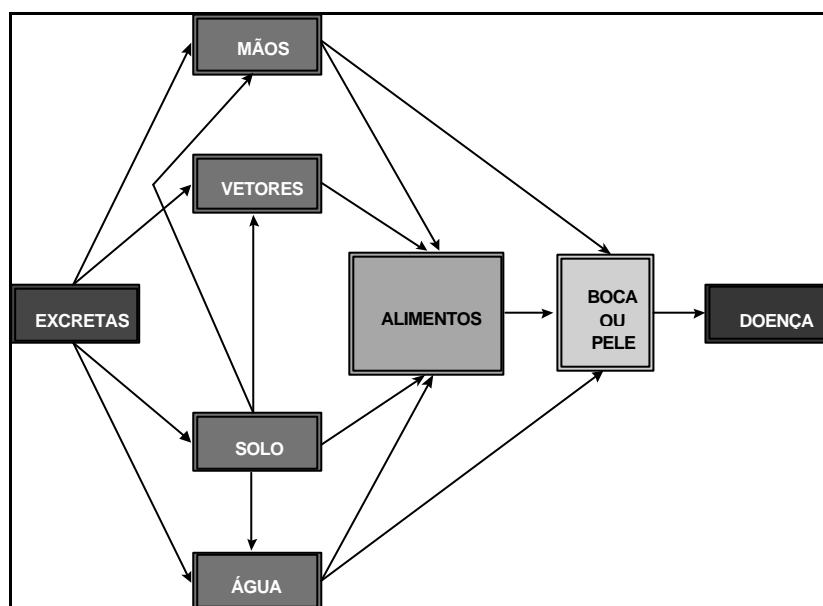 MÃOS
VETORES
EXCRETAS
ALIMENTOS
BOCA
OU
PELE
DOENÇA
SOLO
ÁGUA